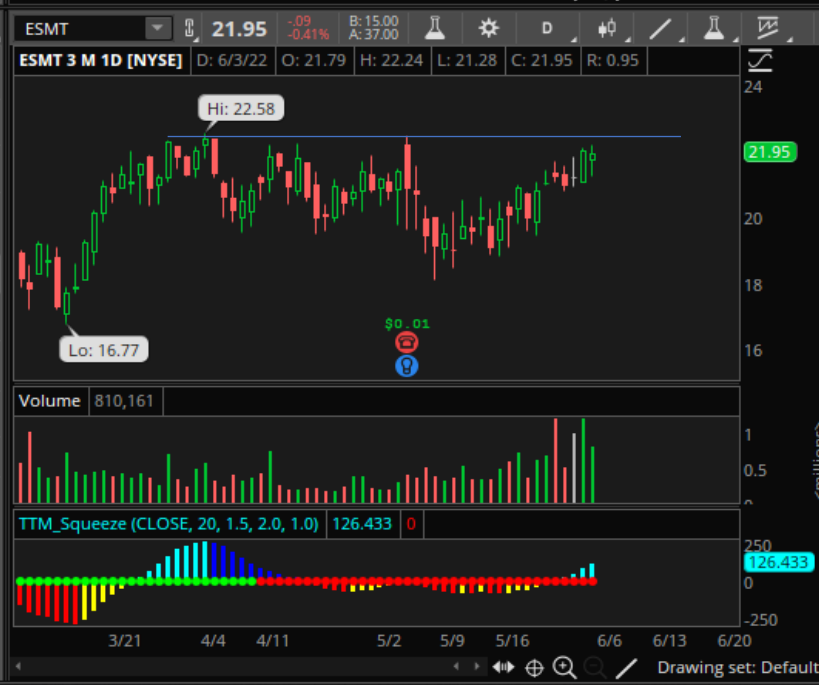 ESMT 21.95 -.09 -0.41% B: 15.00 A: 37.00 D
ESMT 3 M 1D [NYSE] D: 6/3/22 O: 21.79 H: 22.24 L: 21.28 C: 21.95 R: 0.95
24
Hi: 22.58
21.95
20
18
$0.01
Lo: 16.77
16
Volume 810,161
1
0.5
0
<millions>
TTM_Squeeze (CLOSE, 20, 1.5, 2.0, 1.0) 126.433 0
250
126.433
0
-250
3/21 4/4 4/11 5/2 5/9 5/16 6/6 6/13 6/20
Drawing set: Default